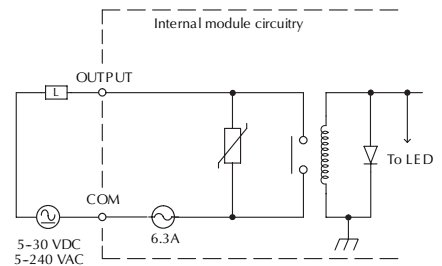 Internal module circuitry
OUTPUT
L
To LED
COM
6.3A
5-30 VDC
5-240 VAC